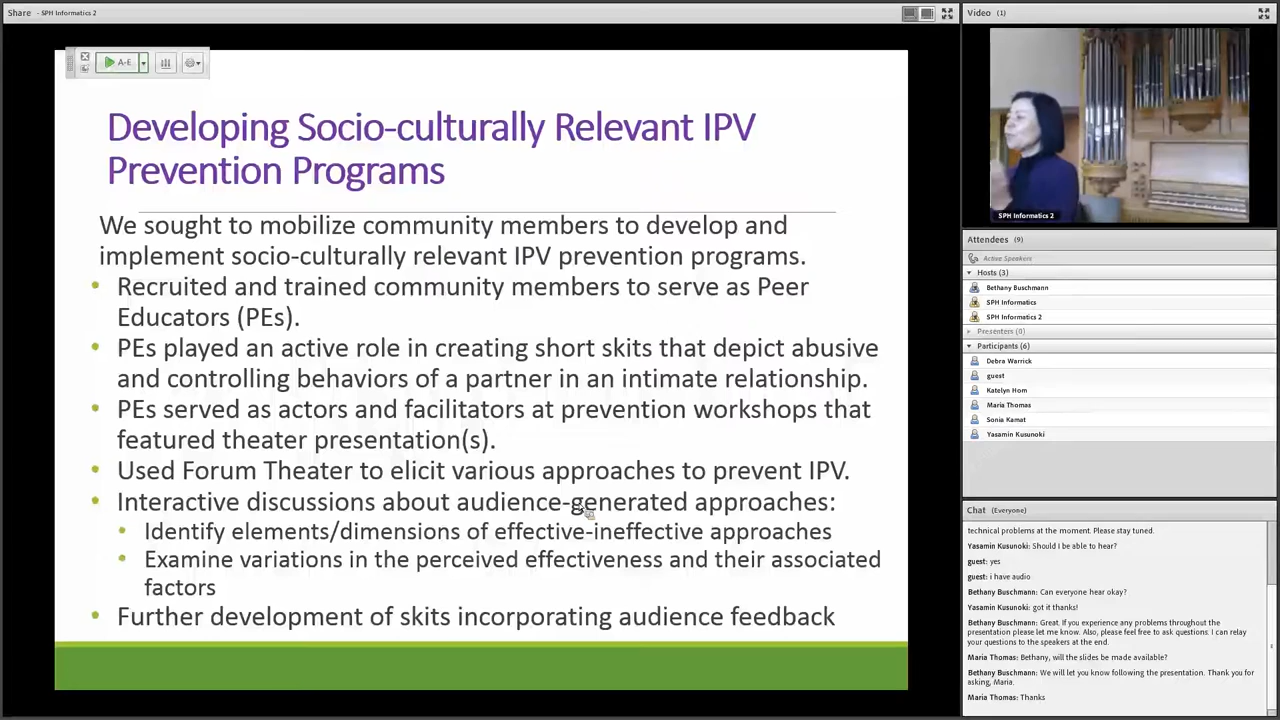 Share - SPH Informatics 2
A-E
Developing Socio-culturally Relevant IPV
Prevention Programs
We sought to mobilize community members to develop and
implement socio-culturally relevant IPV prevention programs.
• Recruited and trained community members to serve as Peer
Educators (PEs).
• PEs played an active role in creating short skits that depict abusive
and controlling behaviors of a partner in an intimate relationship.
• PEs served as actors and facilitators at prevention workshops that
featured theater presentation(s).
• Used Forum Theater to elicit various approaches to prevent IPV.
• Interactive discussions about audience-generated approaches:
• Identify elements/dimensions of effective-ineffective approaches
• Examine variations in the perceived effectiveness and their associated
factors
• Further development of skits incorporating audience feedback
Video (1)
SPH Informatics 2
Attendees (9)
Active Speakers
Hosts (3)
Bethany Buschmann
SPH Informatics
SPH Informatics 2
Presenters (0)
Participants (6)
Debra Warrick
guest
Katelyn Horn
Maria Thomas
Sonia Kamat
Yasamin Kusunoki
Chat (Everyone)
technical problems at the moment. Please stay tuned.
Yasamin Kusunoki: Should I be able to hear?
guest: yes
guest: i have audio
Bethany Buschmann: Can everyone hear okay?
Yasamin Kusunoki: got it thanks!
Bethany Buschmann: Great. If you experience any problems throughout the
presentation please let me know. Also, please feel free to ask questions. I can relay
your questions to the speakers at the end.
Maria Thomas: Bethany, will the slides be made available?
Bethany Buschmann: We will let you know following the presentation. Thank you for
asking, Maria.
Maria Thomas: Thanks